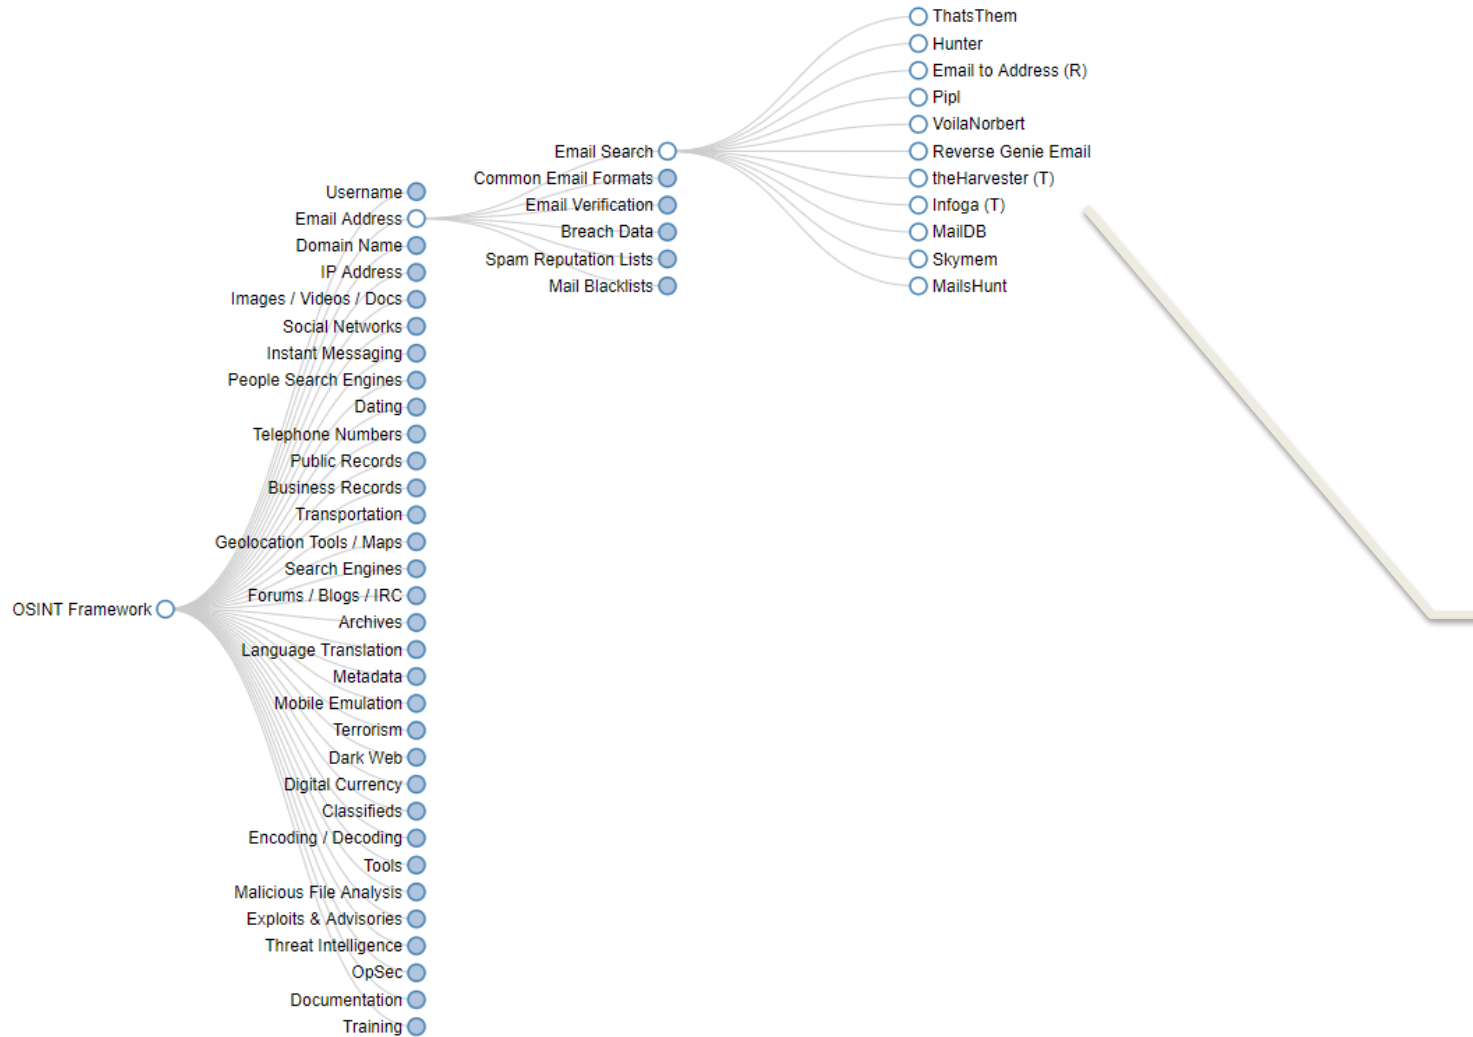 ThatsThem
Hunter
Email to Address (R)
Pipl
VoilaNorbert
Reverse Genie Email
theHarvester (T)
Infoga (T)
MailDB
Skymem
MailsHunt
Email Search
Common Email Formats
Email Verification
Breach Data
Spam Reputation Lists
Mail Blacklists
Username
Email Address
Domain Name
IP Address
Images / Videos / Docs
Social Networks
Instant Messaging
People Search Engines
Dating
Telephone Numbers
Public Records
Business Records
Transportation
Geolocation Tools / Maps
Search Engines
Forums / Blogs / IRC
Archives
Language Translation
Metadata
Mobile Emulation
Terrorism
Dark Web
Digital Currency
Classifieds
Encoding / Decoding
Tools
Malicious File Analysis
Exploits & Advisories
Threat Intelligence
OpSec
Documentation
Training
OSINT Framework